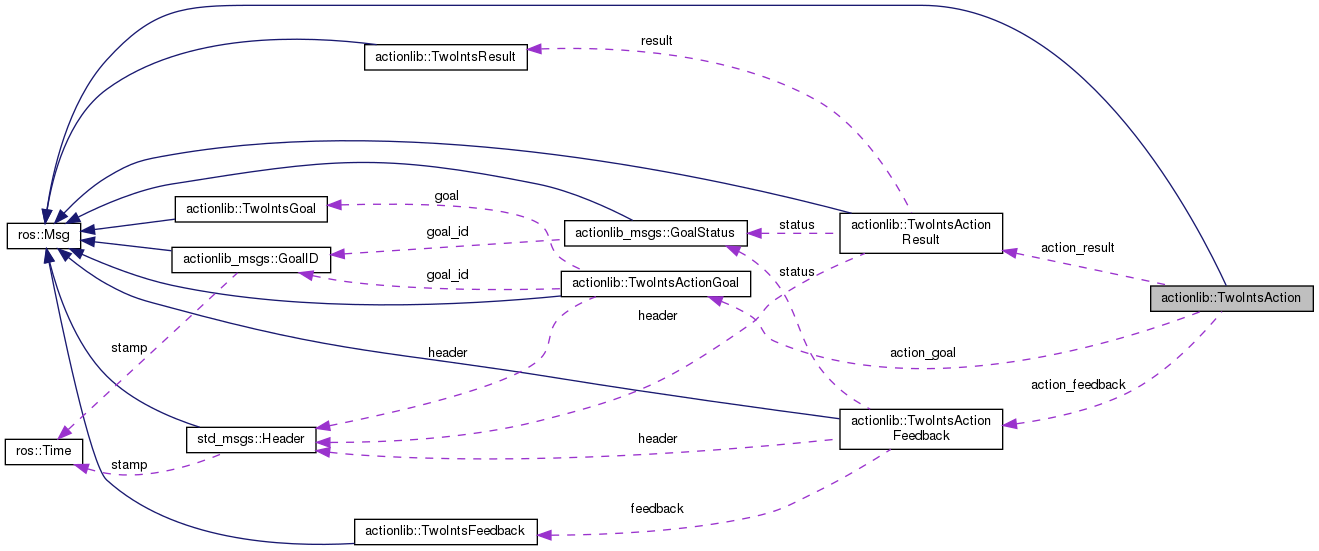 result
actionlib::TwoIntsResult
goal
actionlib::TwoIntsGoal
ros::Msg
goal_id
actionlib_msgs::GoalID
goal_id
actionlib_msgs::GoalStatus
status
actionlib::TwoIntsAction
Result
action_result
actionlib::TwoIntsActionGoal
status
actionlib::TwoIntsAction
header
stamp
header
action_goal
action_feedback
actionlib::TwoIntsAction
Feedback
std_msgs::Header
header
ros::Time
stamp
feedback
actionlib::TwoIntsFeedback